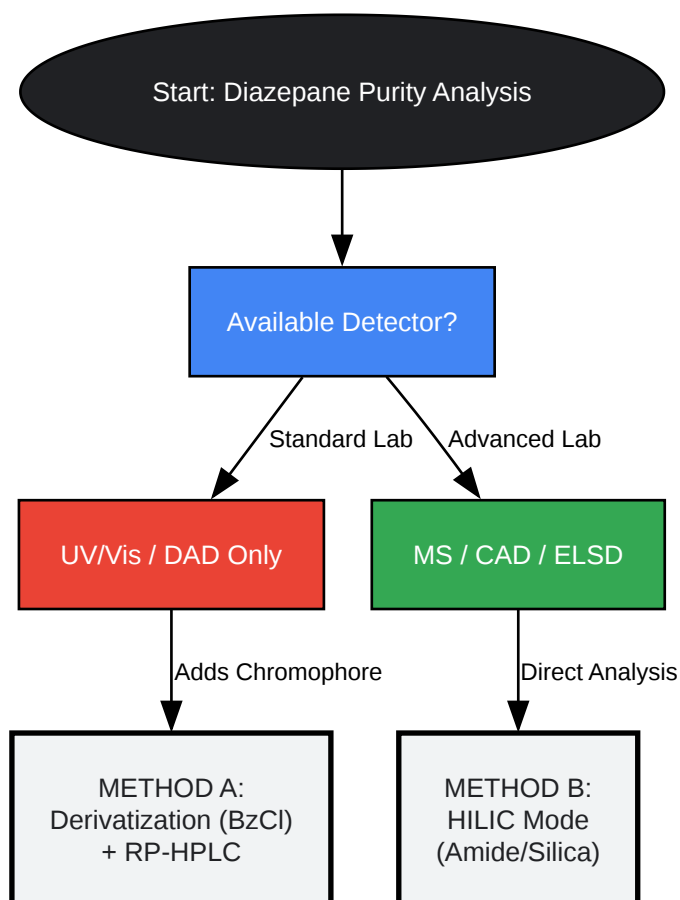 Start: Diazepane Purity Analysis
Available Detector?
Standard Lab
Advanced Lab
UV/Vis / DAD Only
MS / CAD / ELSD
Adds Chromophore
Direct Analysis
METHOD A:
Derivatization (BzCl)
+ RP-HPLC
METHOD B:
HILIC Mode
(Amide/Silica)